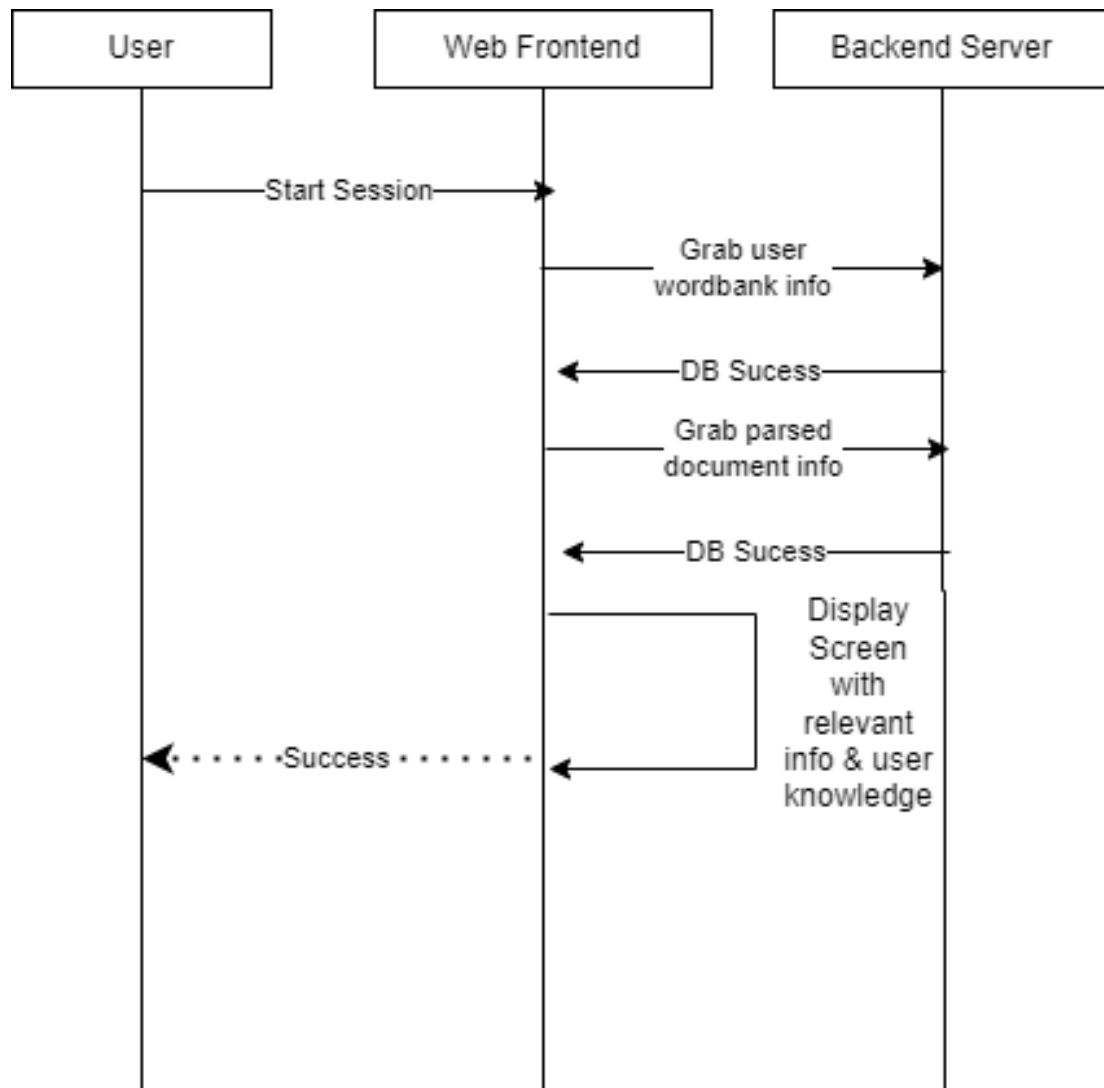 User
Web Frontend
Backend Server
Start Session
Grab user
wordbank info
DB Sucess
Grab parsed
document info
DB Sucess
Display
Screen
with
relevant
info & user
knowledge
Success